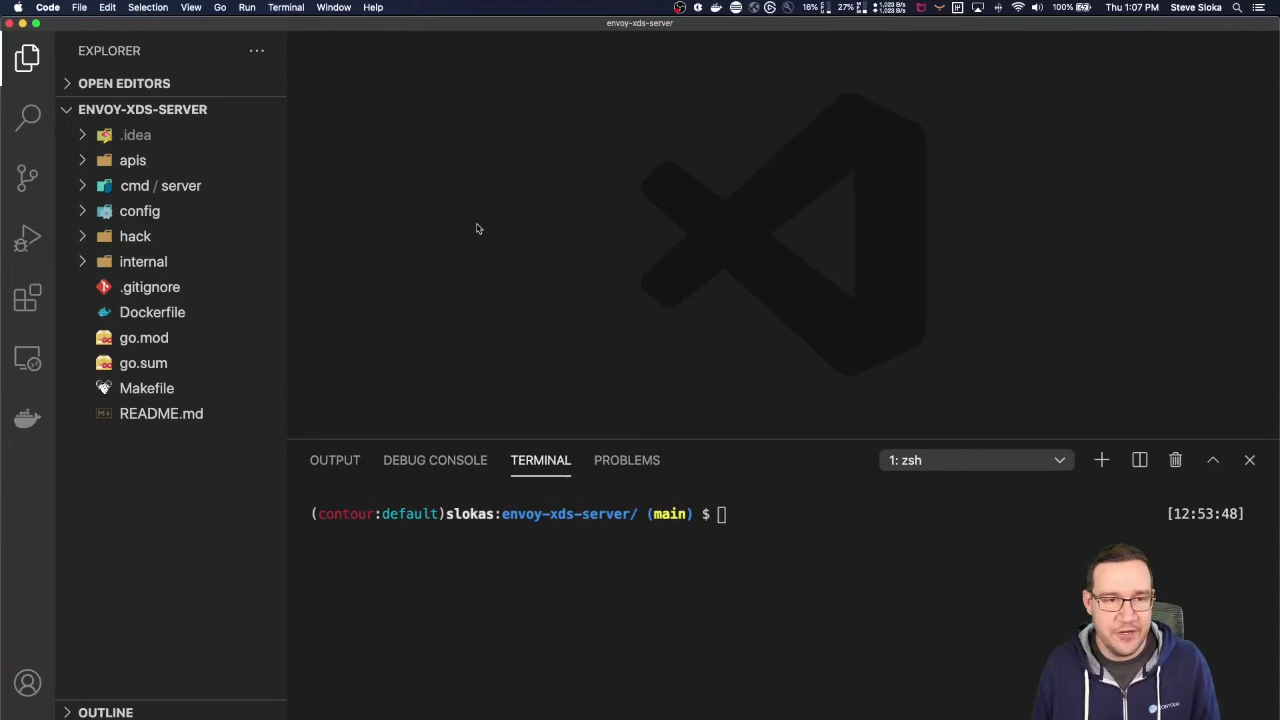 Code File Edit Selection View Go Run Terminal Window Help
16% 27% 100% Thu 1:07 PM Steve Sloka
envoy-xds-server
EXPLORER
OPEN EDITORS
ENVOY-XDS-SERVER
.idea
apis
cmd / server
config
hack
internal
.gitignore
Dockerfile
go.mod
go.sum
Makefile
README.md
OUTLINE
OUTPUT DEBUG CONSOLE TERMINAL PROBLEMS
1: zsh
(contour:default)slokas:envoy-xds-server/ (main) $ [12:53:48]
CONTOUR